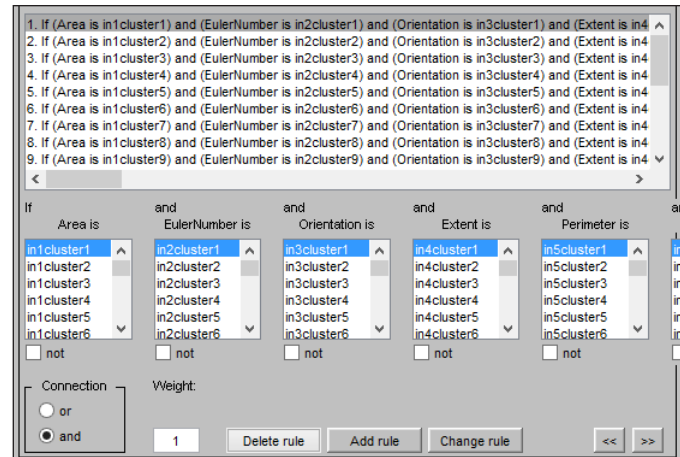 1. If (Area is in1cluster1) and (EulerNumber is in2cluster1) and (Orientation is in3cluster1) and (Extent is in4
2. If (Area is in1cluster2) and (EulerNumber is in2cluster2) and (Orientation is in3cluster2) and (Extent is in4
3. If (Area is in1cluster3) and (EulerNumber is in2cluster3) and (Orientation is in3cluster3) and (Extent is in4
4. If (Area is in1cluster4) and (EulerNumber is in2cluster4) and (Orientation is in3cluster4) and (Extent is in4
5. If (Area is in1cluster5) and (EulerNumber is in2cluster5) and (Orientation is in3cluster5) and (Extent is in4
6. If (Area is in1cluster6) and (EulerNumber is in2cluster6) and (Orientation is in3cluster6) and (Extent is in4
7. If (Area is in1cluster7) and (EulerNumber is in2cluster7) and (Orientation is in3cluster7) and (Extent is in4
8. If (Area is in1cluster8) and (EulerNumber is in2cluster8) and (Orientation is in3cluster8) and (Extent is in4
9. If (Area is in1cluster9) and (EulerNumber is in2cluster9) and (Orientation is in3cluster9) and (Extent is in4
If and and and and
Area is EulerNumber is Orientation is Extent is Perimeter is
in1cluster1 in2cluster1 in3cluster1 in4cluster1 in5cluster1
in1cluster2 in2cluster2 in3cluster2 in4cluster2 in5cluster2
in1cluster3 in2cluster3 in3cluster3 in4cluster3 in5cluster3
in1cluster4 in2cluster4 in3cluster4 in4cluster4 in5cluster4
in1cluster5 in2cluster5 in3cluster5 in4cluster5 in5cluster5
in1cluster6 in2cluster6 in3cluster6 in4cluster6 in5cluster6
not not not not not
Connection Weight:
or
and 1 Delete rule Add rule Change rule << >>